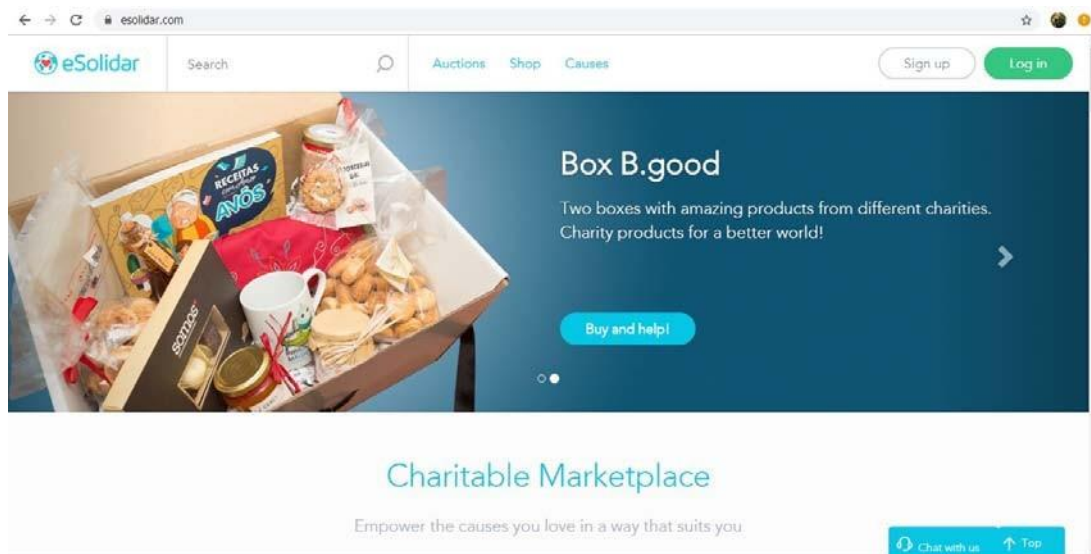 esolidar.com
eSolidar
Search
Auctions
Shop
Causes
Sign up
Log in
RECEITAS
AVÓS
somos
Box B.good
Two boxes with amazing products from different charities.
Charity products for a better world!
Buy and help!
Charitable Marketplace
Empower the causes you love in a way that suits you
Chat with us
Top